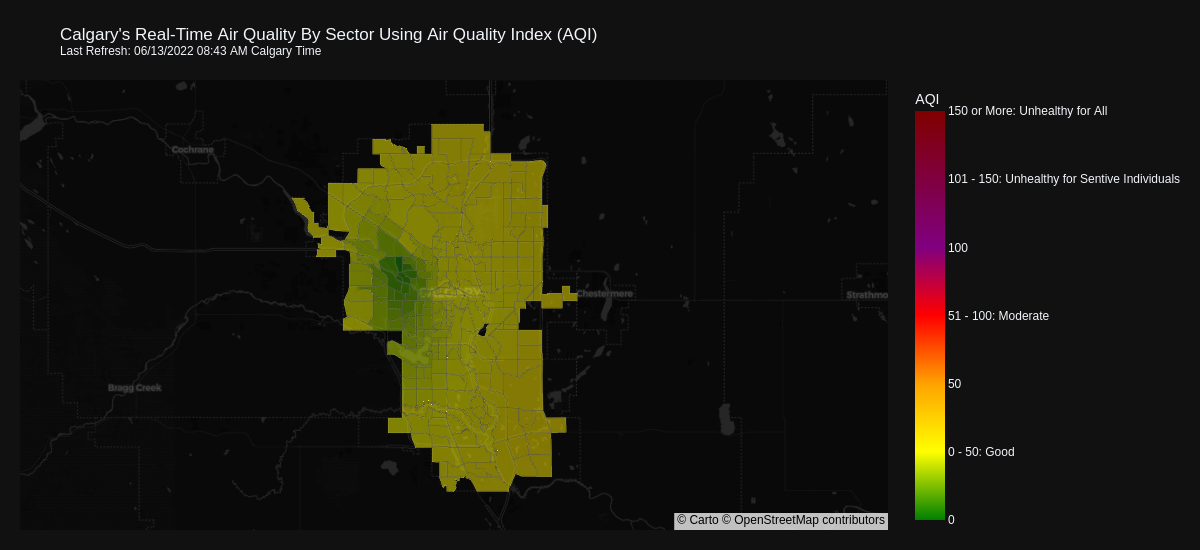 Calgary's Real-Time Air Quality By Sector Using Air Quality Index (AQI)
Last Refresh: 06/13/2022 08:43 AM Calgary Time
AQI
150 or More: Unhealthy for All
Cochrane
101 - 150: Unhealthy for Sentive Individuals
100
Chestermere
Strathmo
51 - 100: Moderate
Bragg Creek
50
0 - 50: Good
0
© Carto © OpenStreetMap contributors